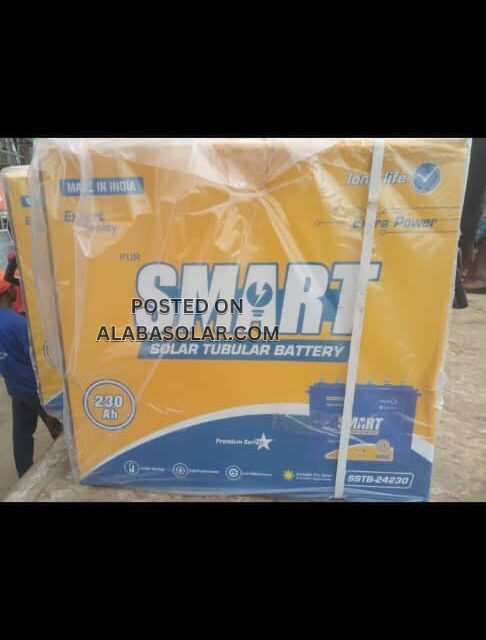 MADE IN INDIA
long life
Export
Quality
Extra Power
PUR
SMART
POSTED ON
ALABASOLAR.COM
SOLAR TUBULAR BATTERY
230
Ah
Premium Series
SMART
SSTB-24230